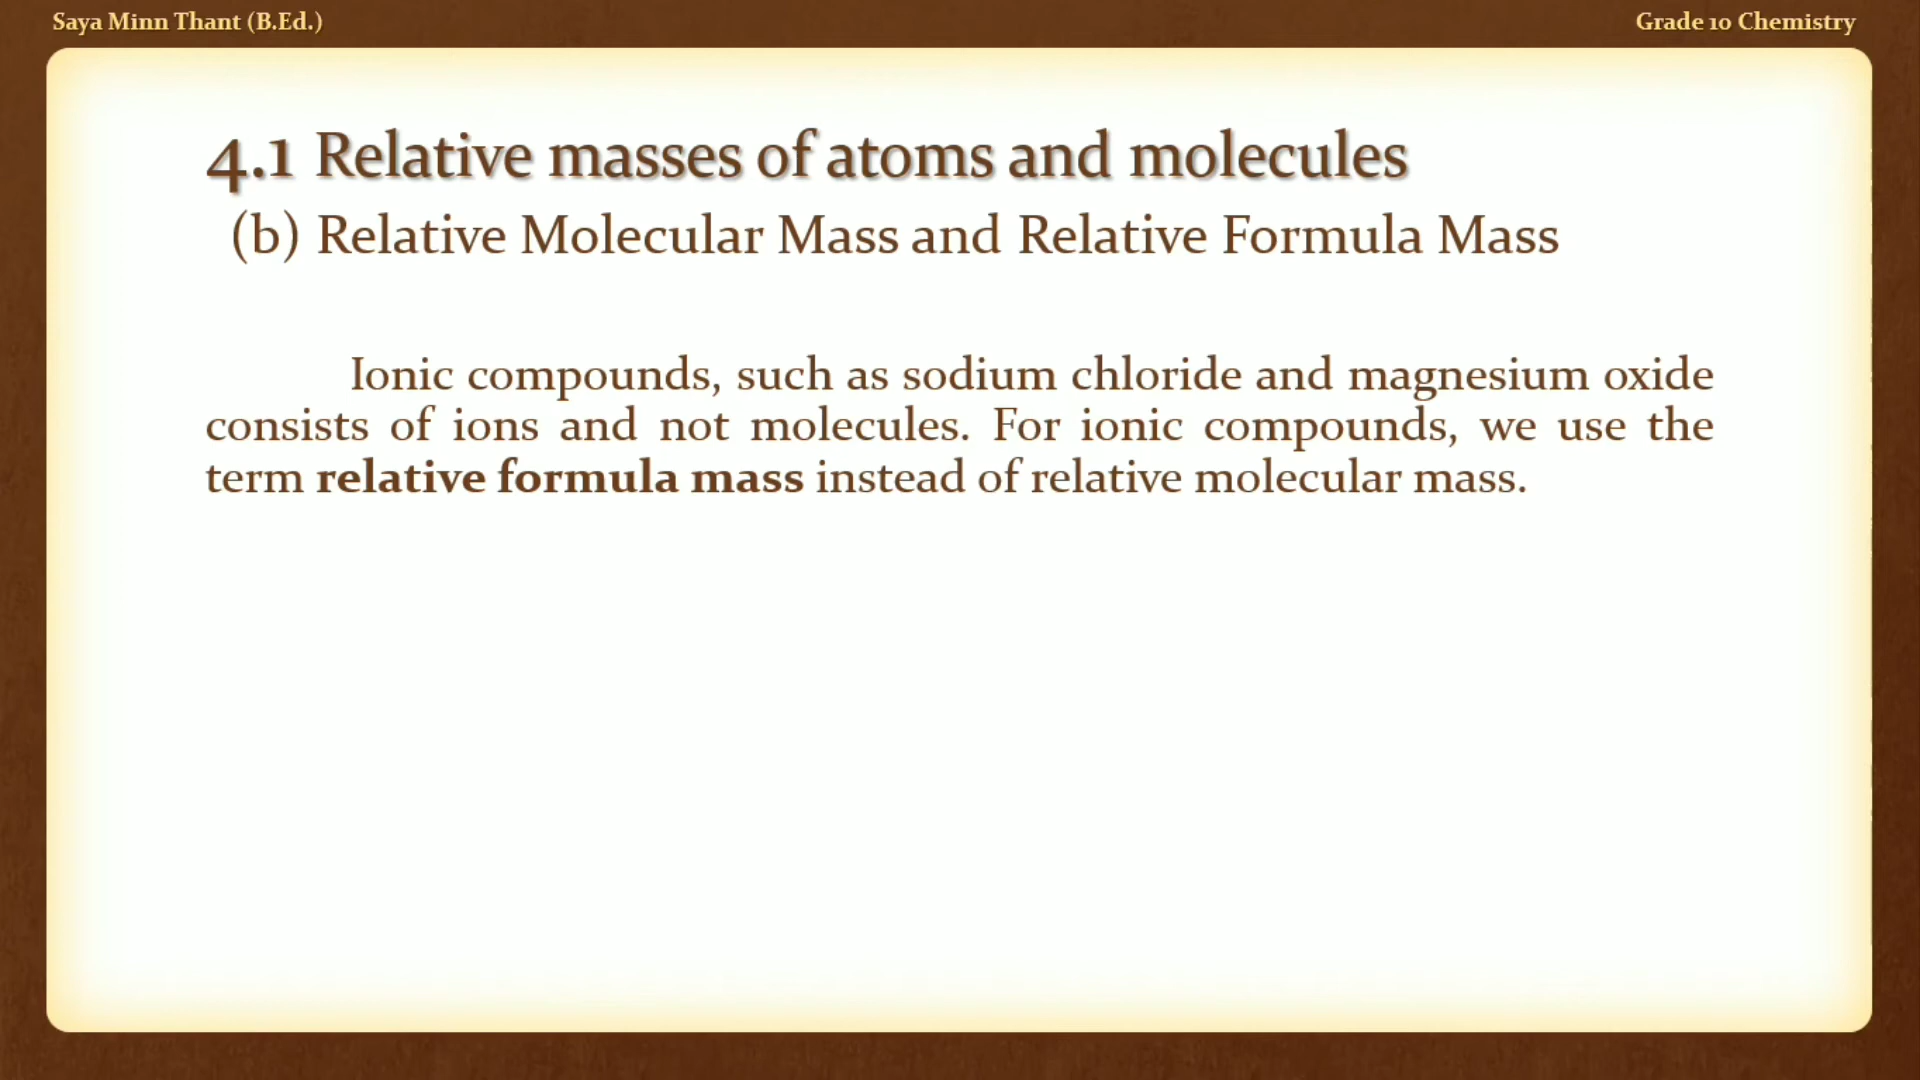 Saya Minn Thant (B.Ed.)
Grade 10 Chemistry
4.1 Relative masses of atoms and molecules
(b) Relative Molecular Mass and Relative Formula Mass
Ionic compounds, such as sodium chloride and magnesium oxide
consists of ions and not molecules. For ionic compounds, we use the
term relative formula mass instead of relative molecular mass.